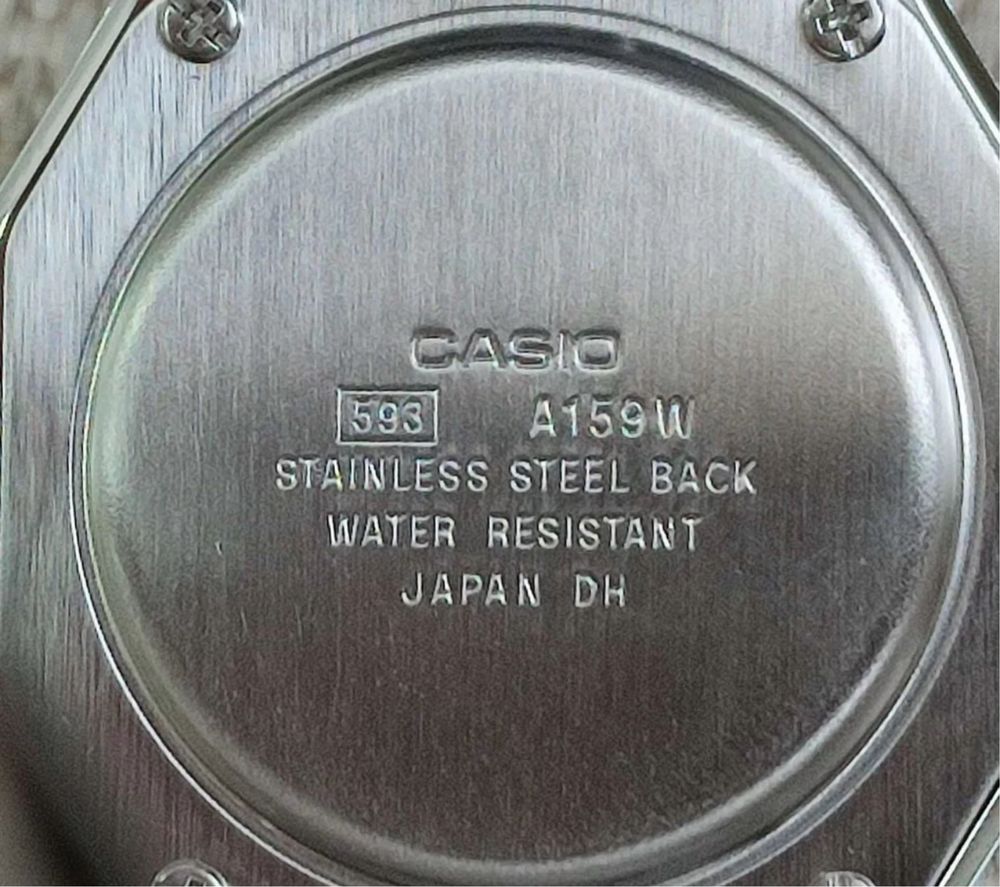 CASIO
593 A159W
STAINLESS STEEL BACK
WATER RESISTANT
JAPAN DH